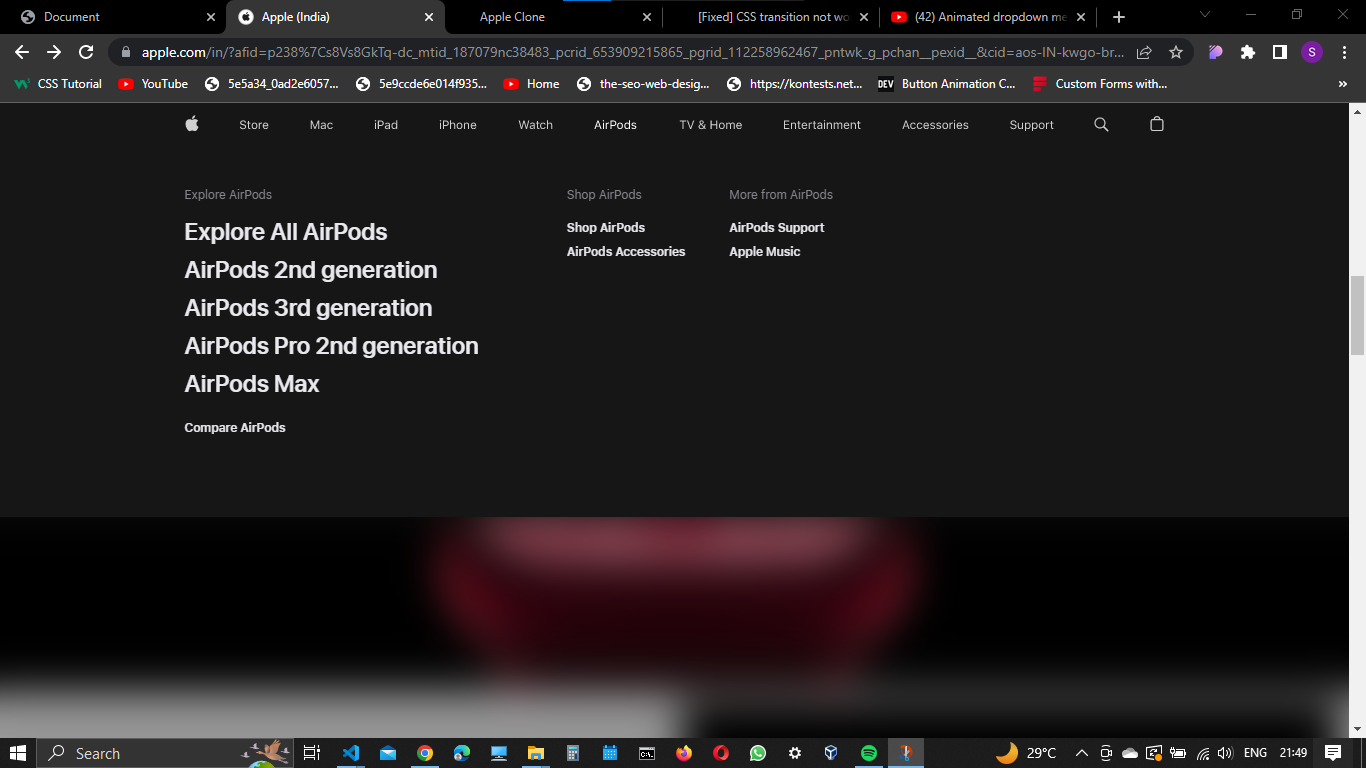 Document
Apple (India)
Apple Clone
[Fixed] CSS transition not wo
(42) Animated dropdown me
apple.com/in/?afid=p238%7Cs8Vs8GkTq-dc_mtid_187079nc38483_pcrid_653909215865_pgrid_112258962467_pntwk_g_pchan__pexid__&cid=aos-IN-kwgo-br...
S
CSS Tutorial
YouTube
5e5a34_0ad2e6057...
5e9ccde6e014f935...
Home
the-seo-web-desig...
https://kontests.net...
DEV
Button Animation C...
Custom Forms with...
»
Store
Mac
iPad
iPhone
Watch
AirPods
TV & Home
Entertainment
Accessories
Support
Explore AirPods
Explore All AirPods
AirPods 2nd generation
AirPods 3rd generation
AirPods Pro 2nd generation
AirPods Max
Compare AirPods
Shop AirPods
Shop AirPods
AirPods Accessories
More from AirPods
AirPods Support
Apple Music
Search
29°C
ENG
21:49